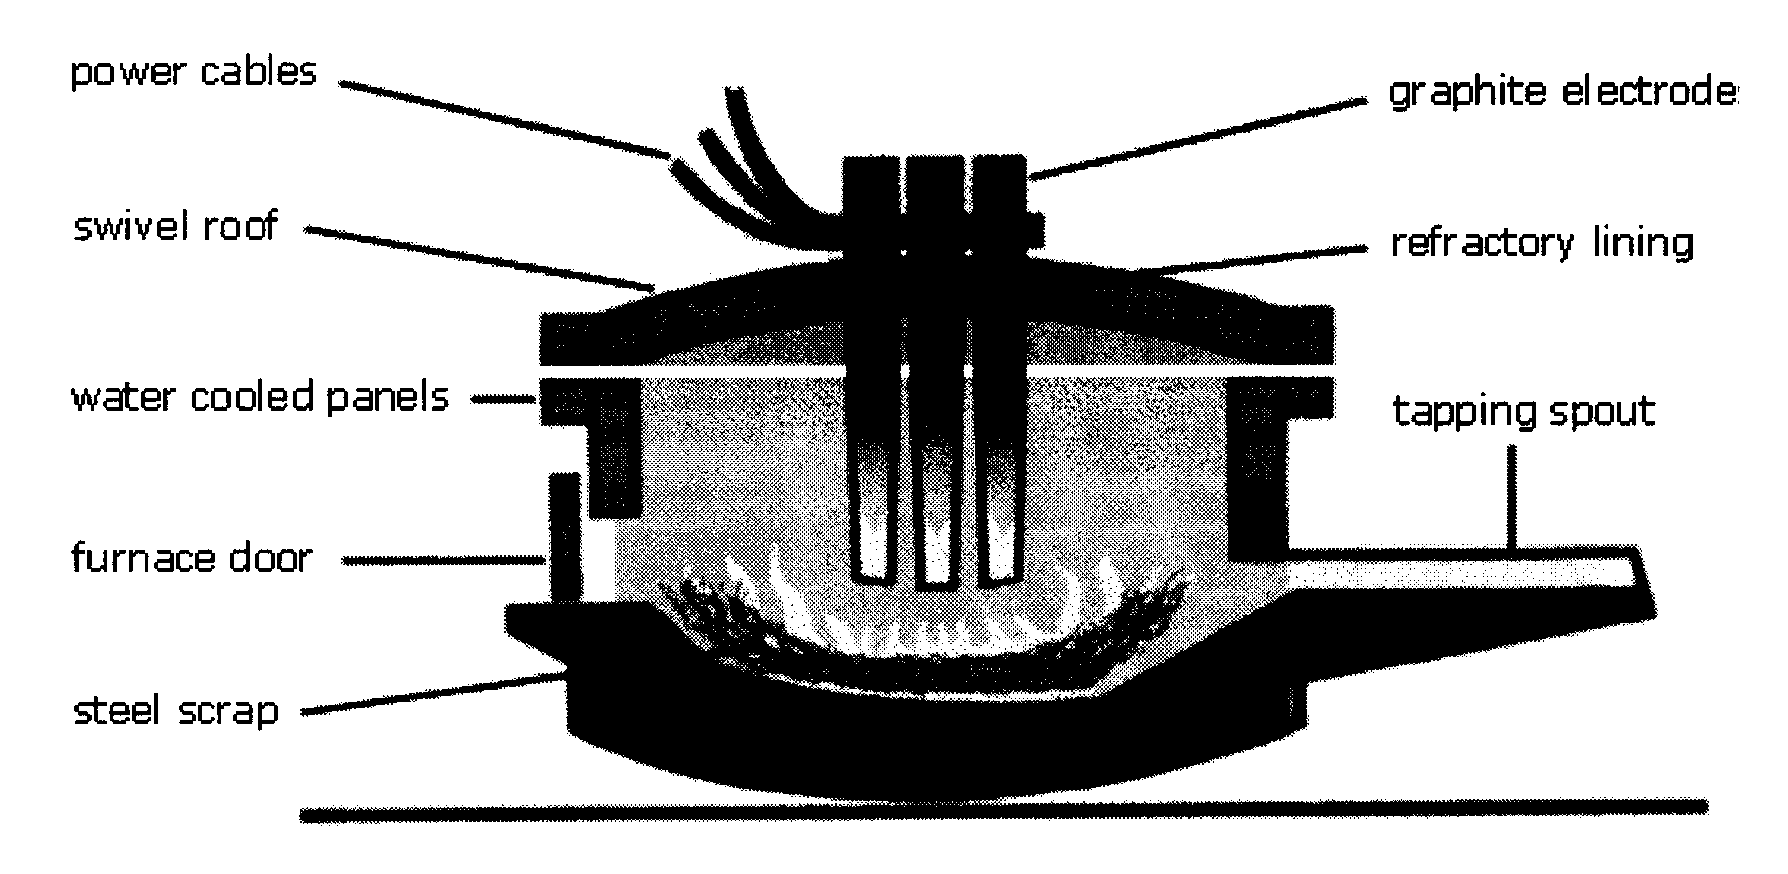 power cables
graphite electrode
swivel roof
refractory lining
water cooled panels
tapping spout
furnace door
steel scrap